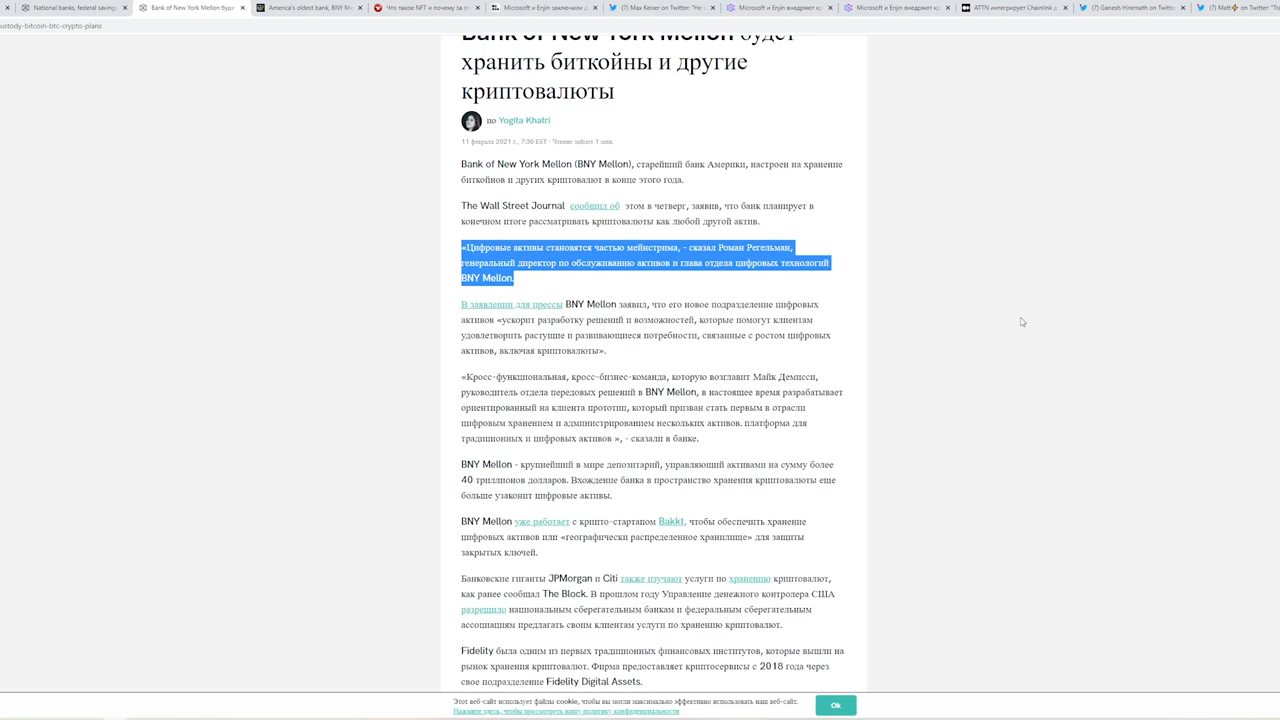 National banks, federal savings
Bank of New York Mellon буд
America's oldest bank, BNY M
Что такое NFT и почему за э
Microsoft и Enjin заключили д
(7) Max Keiser on Twitter: "He
Microsoft и Enjin внедряют кр
Microsoft и Enjin внедряют кр
ATTN интегрирует Chainlink д
(7) Ganesh Hiremath on Twitte
(7) Matt on Twitter:
ustody-bitcoin-btc-crypto-plans
Bank of New York Mellon будет
хранить биткойны и другие
криптовалюты
по Yogita Khatri
11 февраля 2021 г., 7:30 EST · Чтение займет 1 мин.
Bank of New York Mellon (BNY Mellon), старейший банк Америки, настроен на хранение
биткойнов и других криптовалют в конце этого года.
The Wall Street Journal сообщил об этом в четверг, заявив, что банк планирует в
конечном итоге рассматривать криптовалюты как любой другой актив.
«Цифровые активы становятся частью мейнстрима, - сказал Роман Регельман,
генеральный директор по обслуживанию активов и глава отдела цифровых технологий
BNY Mellon.
В заявлении для прессы BNY Mellon заявил, что его новое подразделение цифровых
активов «ускорит разработку решений и возможностей, которые помогут клиентам
удовлетворить растущие и развивающиеся потребности, связанные с ростом цифровых
активов, включая криптовалюты».
«Кросс-функциональная, кросс-бизнес-команда, которую возглавит Майк Демисси,
руководитель отдела передовых решений в BNY Mellon, в настоящее время разрабатывает
ориентированный на клиента прототип, который призван стать первым в отрасли
цифровым хранением и администрированием нескольких активов. платформа для
традиционных и цифровых активов », - сказали в банке.
BNY Mellon - крупнейший в мире депозитарий, управляющий активами на сумму более
40 триллионов долларов. Вхождение банка в пространство хранения криптовалюты еще
больше узаконит цифровые активы.
BNY Mellon уже работает с крипто-стартапом Bakkt, чтобы обеспечить хранение
цифровых активов или «географически распределенное хранилище» для защиты
закрытых ключей.
Банковские гиганты JPMorgan и Citi также изучают услуги по хранению криптовалют,
как ранее сообщал The Block. В прошлом году Управление денежного контролера США
разрешило национальным сберегательным банкам и федеральным сберегательным
ассоциациям предлагать своим клиентам услуги по хранению криптовалют.
Fidelity была одним из первых традиционных финансовых институтов, которые вышли на
рынок хранения криптовалют. Фирма предоставляет криптосервисы с 2018 года через
свое подразделение Fidelity Digital Assets.
Этот веб-сайт использует файлы cookie, чтобы вы могли максимально эффективно использовать наш веб-сайт.
Нажмите здесь, чтобы просмотреть нашу политику конфиденциальности
Ok